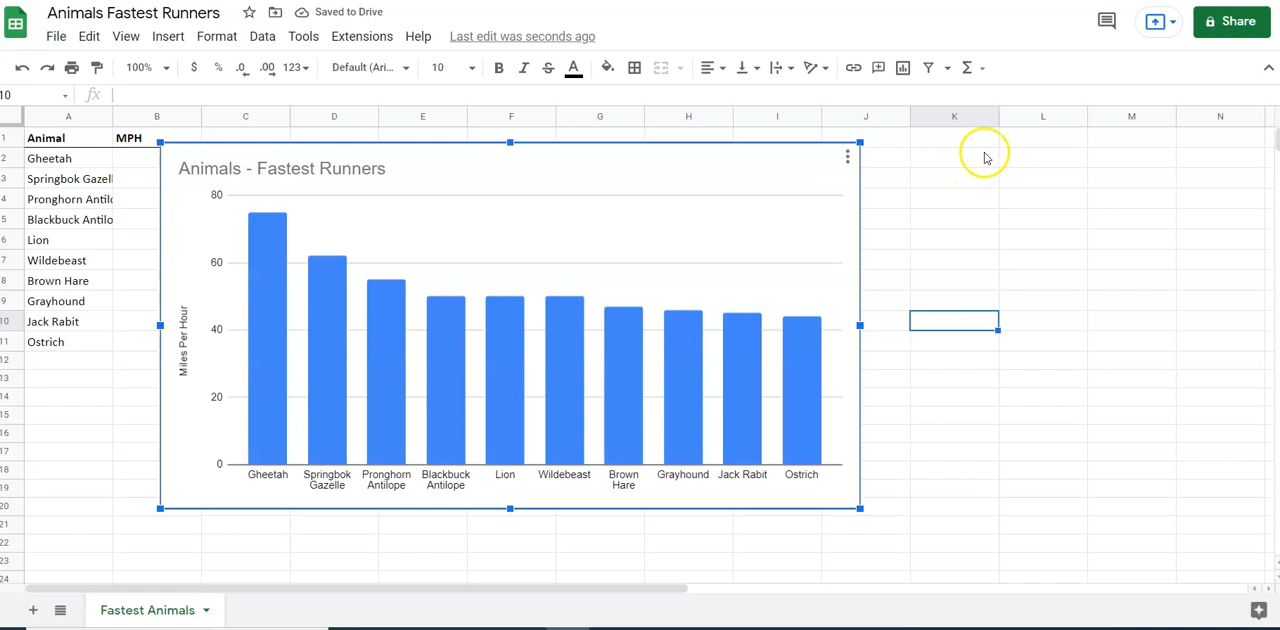 Animals Fastest Runners
Saved to Drive
File Edit View Insert Format Data Tools Extensions Help Last edit was seconds ago
Share
100% $ % .0 .00 123 Default (Ari... 10 B I S A Σ
10 fx
A B C D E F G H I J K L M N
1 Animal MPH
2 Gheetah
3 Springbok Gazell
4 Pronghorn Antilo
5 Blackbuck Antilo
6 Lion
7 Wildebeast
8 Brown Hare
9 Grayhound
10 Jack Rabit
11 Ostrich
12
13
14
15
16
17
18
19
20
21
22
23
24
Animals - Fastest Runners
Miles Per Hour
80
60
40
20
0
Gheetah Springbok Gazelle Pronghorn Antilope Blackbuck Antilope Lion Wildebeast Brown Hare Grayhound Jack Rabit Ostrich
Fastest Animals